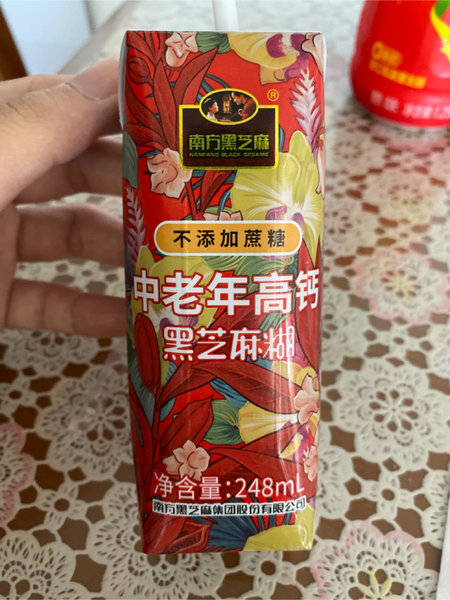 ®
南方黑芝麻
NANFANG BLACK SESAME
不添加蔗糖
中老年高钙
黑芝麻糊
净含量:248mL
南方黑芝麻集团股份有限公司